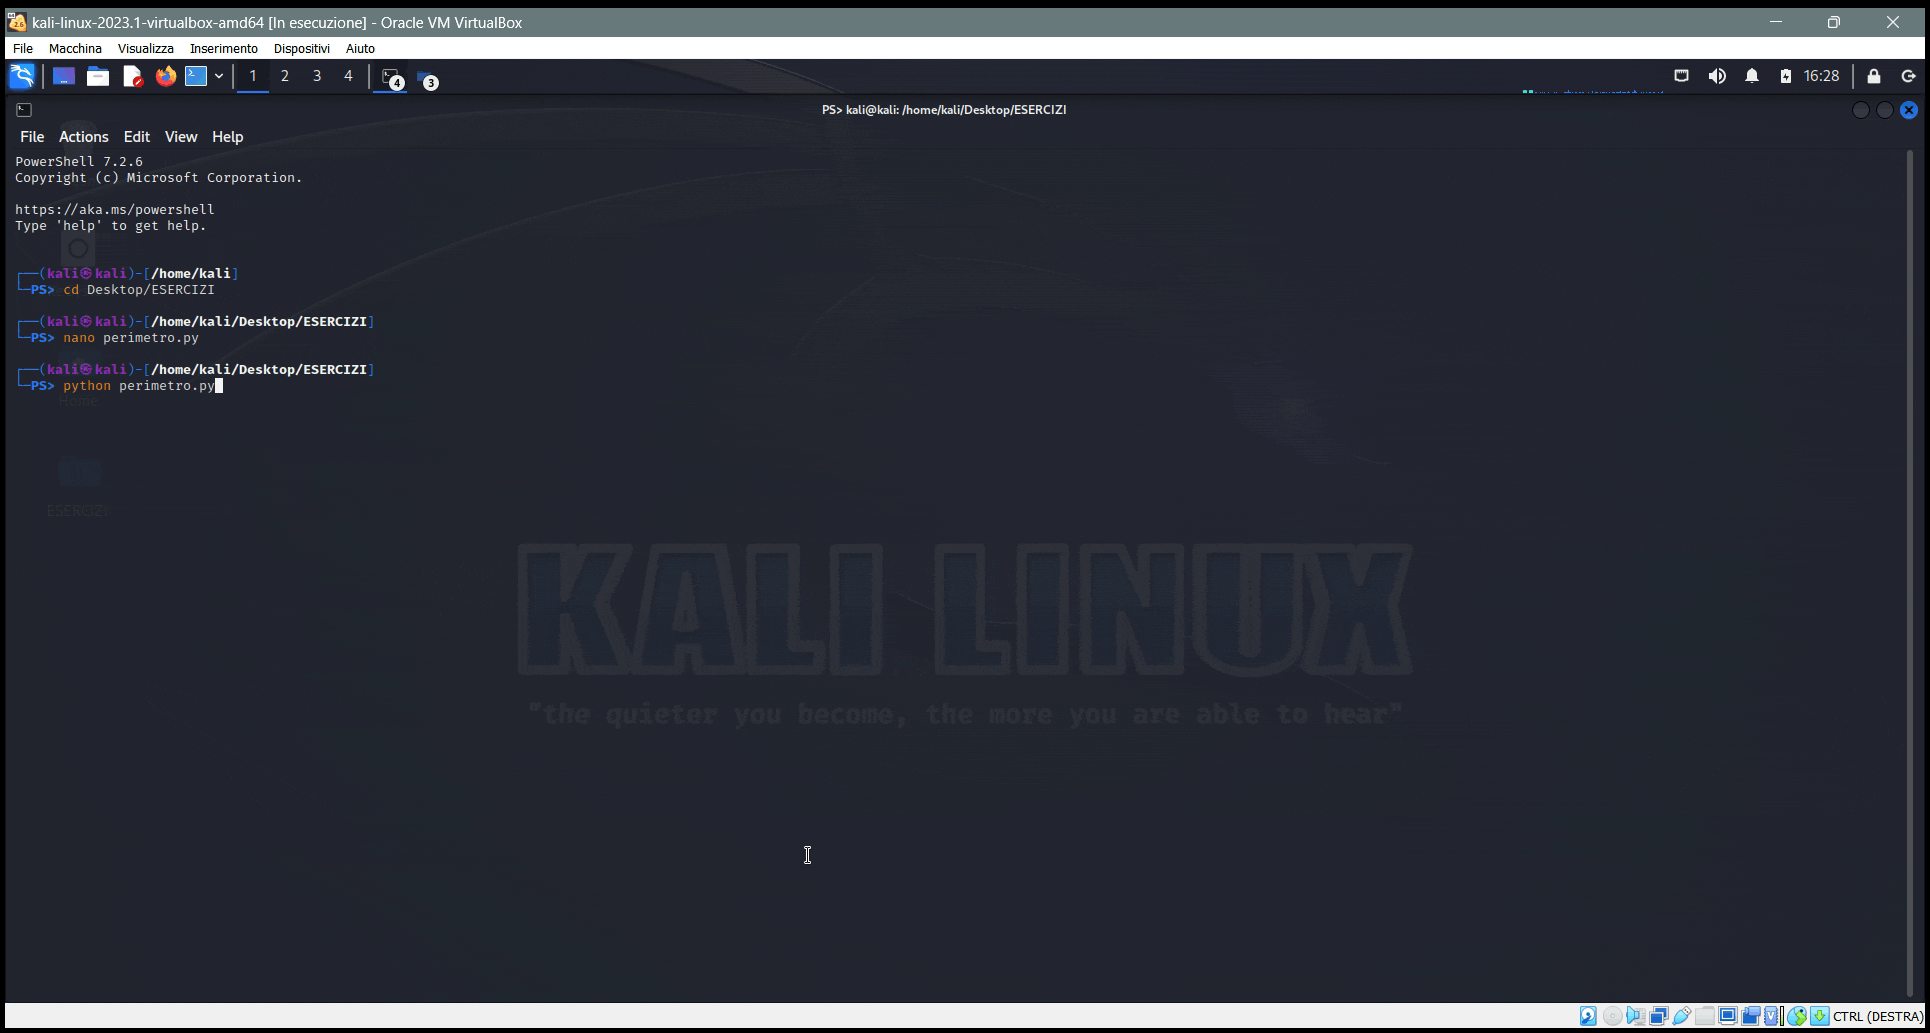 kali-linux-2023.1-virtualbox-amd64 [In esecuzione] - Oracle VM VirtualBox
File Macchina Visualizza Inserimento Dispositivi Aiuto
1 2 3 4 4 3 16:28
PS> kali@kali: /home/kali/Desktop/ESERCIZI
File Actions Edit View Help
PowerShell 7.2.6
Copyright (c) Microsoft Corporation.
https://aka.ms/powershell
Type 'help' to get help.
┌──(kali㉿kali)-[/home/kali]
└─PS> cd Desktop/ESERCIZI
┌──(kali㉿kali)-[/home/kali/Desktop/ESERCIZI]
└─PS> nano perimetro.py
┌──(kali㉿kali)-[/home/kali/Desktop/ESERCIZI]
└─PS> python perimetro.py
Home
ESERCIZI
KALI LINUX
"the quieter you become, the more you are able to hear"
CTRL (DESTRA)